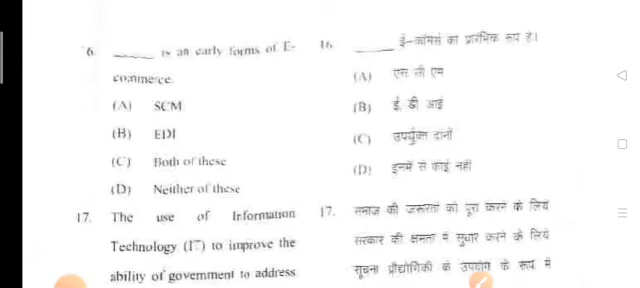 6. ______ is an early forms of E-
commerce.
(A) SCM
(B) EDI
(C) Both of these
(D) Neither of these
17. The use of Information
Technology (IT) to improve the
ability of government to address
16. ______ ई-कॉमर्स का प्रारंभिक रूप है।
(A) एस सी एम
(B) ई. डी आई
(C) उपर्युक्त दोनों
(D) इनमें से कोई नहीं
17. समाज की जरूरतों को पूरा करने के लिये
सरकार की क्षमता में सुधार करने के लिये
सूचना प्रौद्योगिकी के उपयोग के रूप में